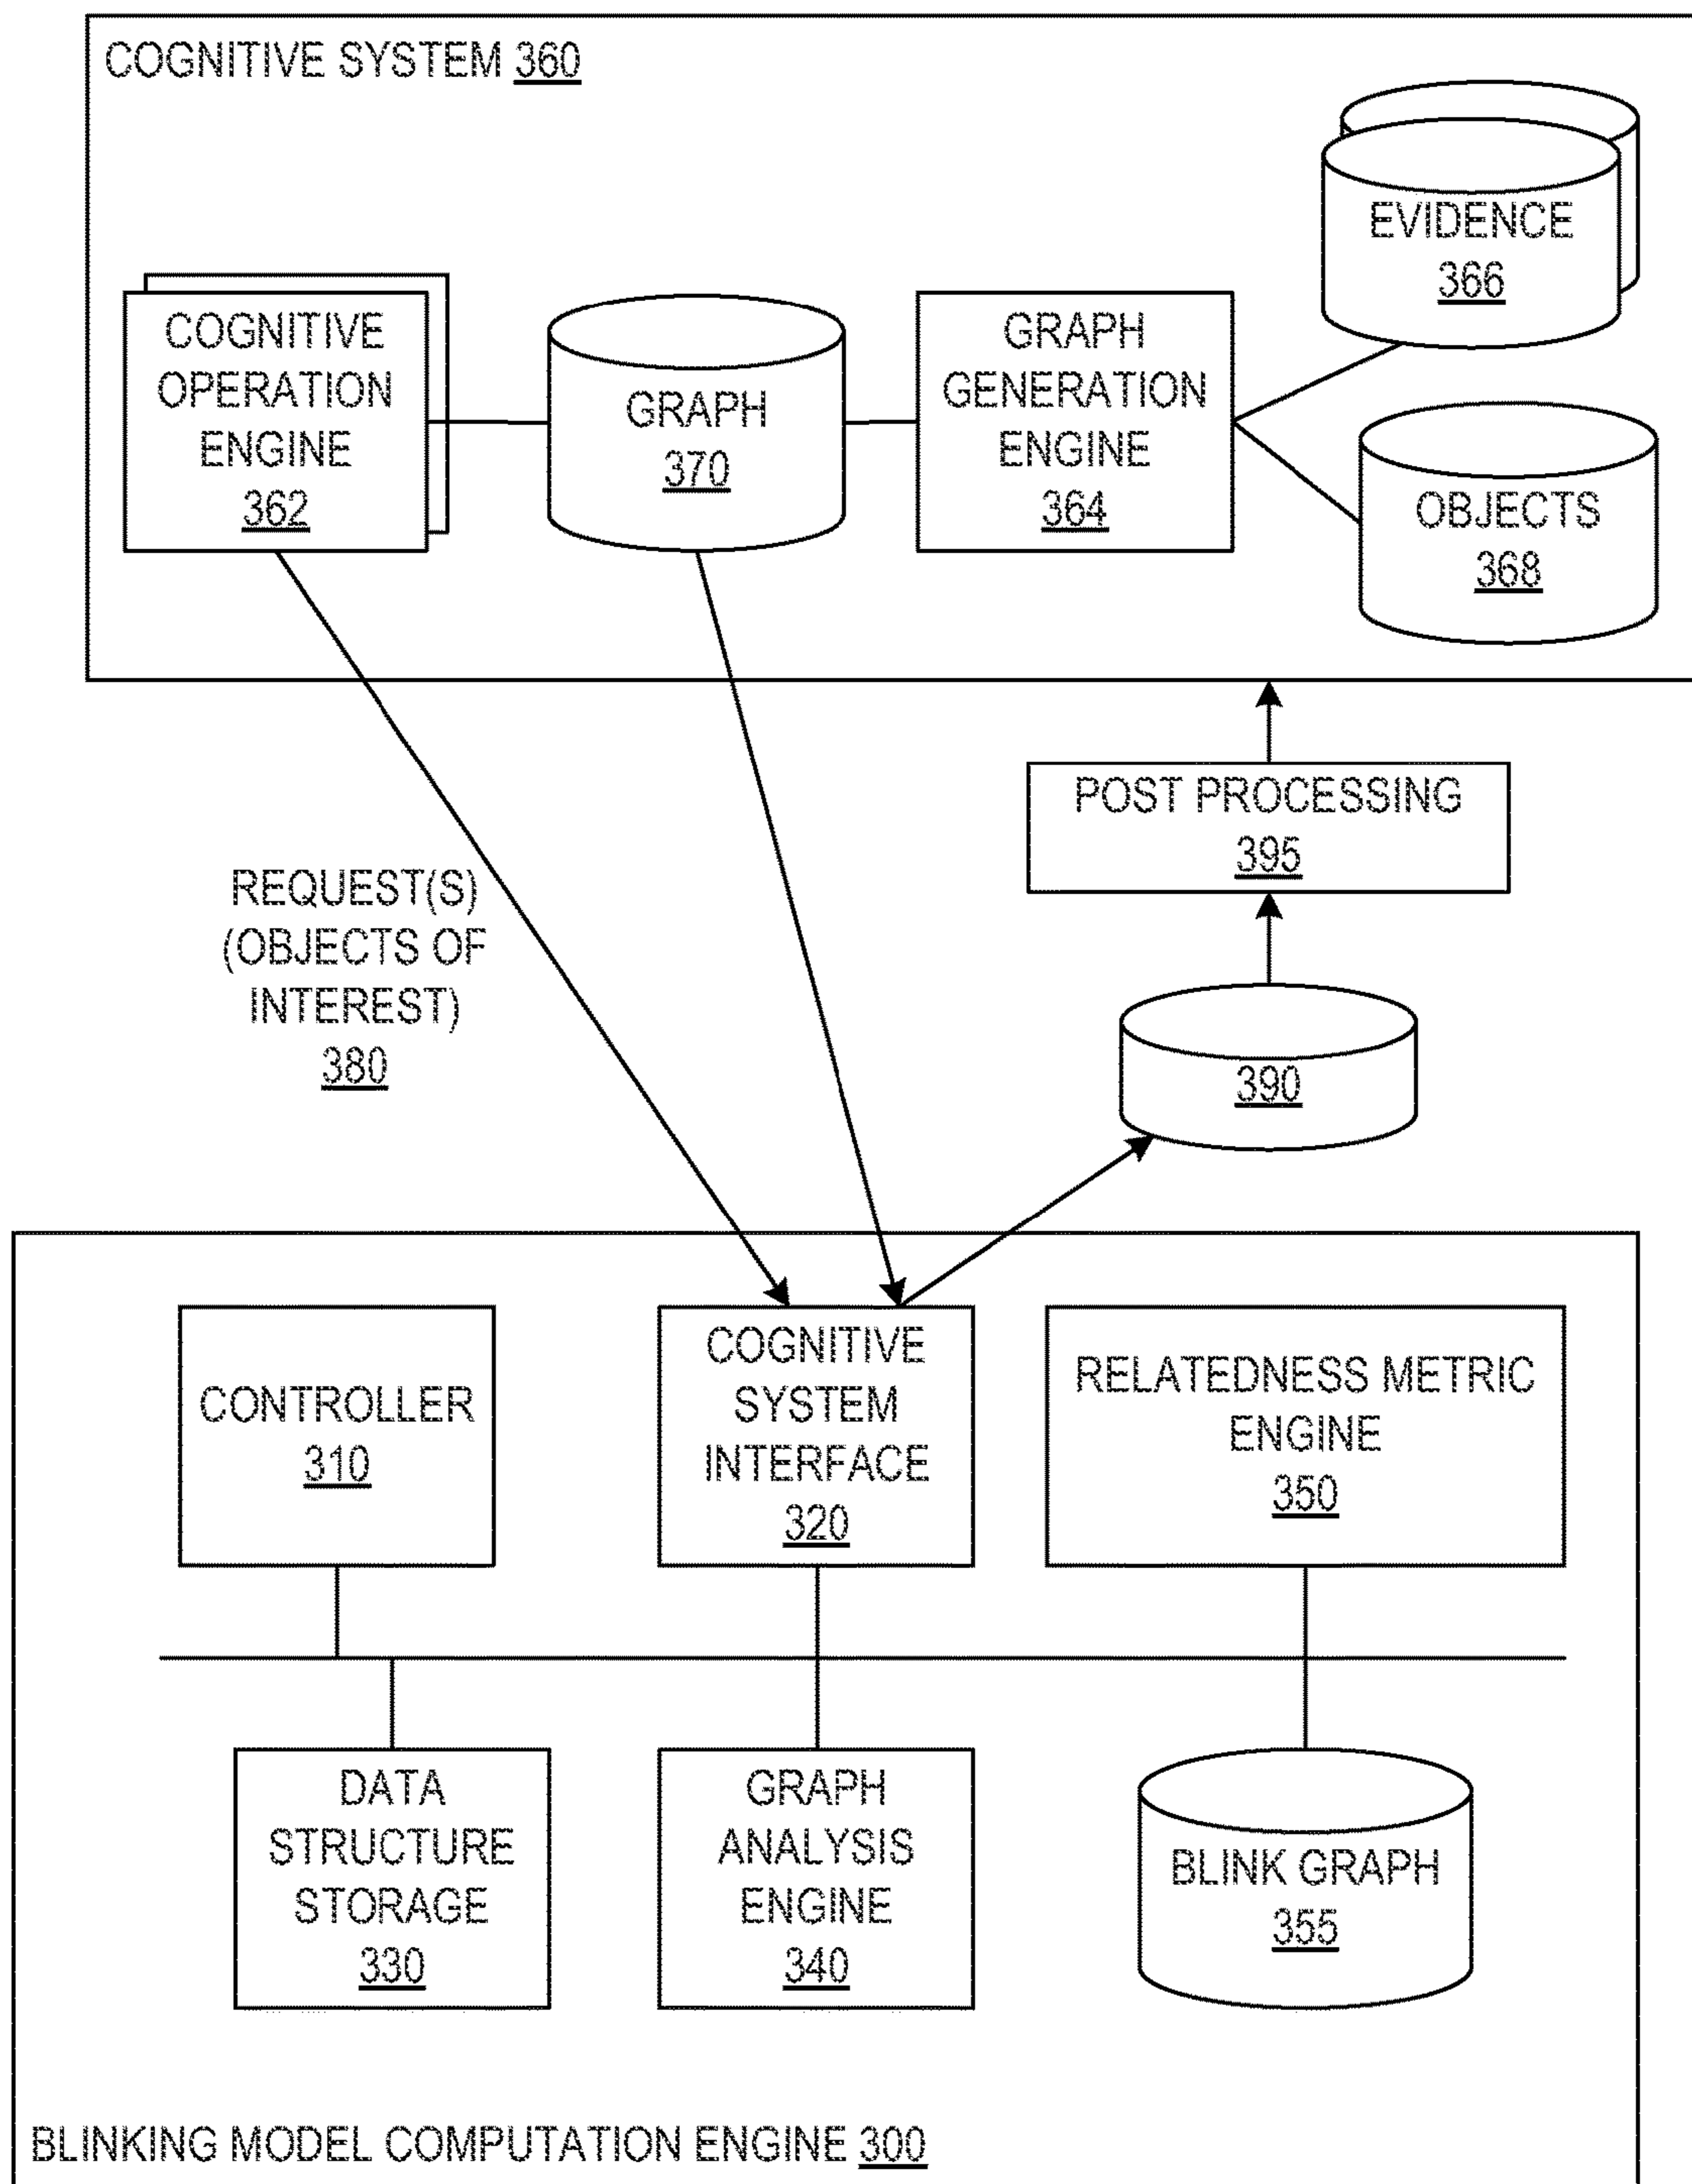 COGNITIVE SYSTEM 360
EVIDENCE
366
COGNITIVE
OPERATION
ENGINE
362
GRAPH
370
GRAPH
GENERATION
ENGINE
364
OBJECTS
368
POST PROCESSING
395
REQUEST(S)
(OBJECTS OF
INTEREST)
380
390
CONTROLLER
310
COGNITIVE
SYSTEM
INTERFACE
320
RELATEDNESS METRIC
ENGINE
350
DATA
STRUCTURE
STORAGE
330
GRAPH
ANALYSIS
ENGINE
340
BLINK GRAPH
355
BLINKING MODEL COMPUTATION ENGINE 300